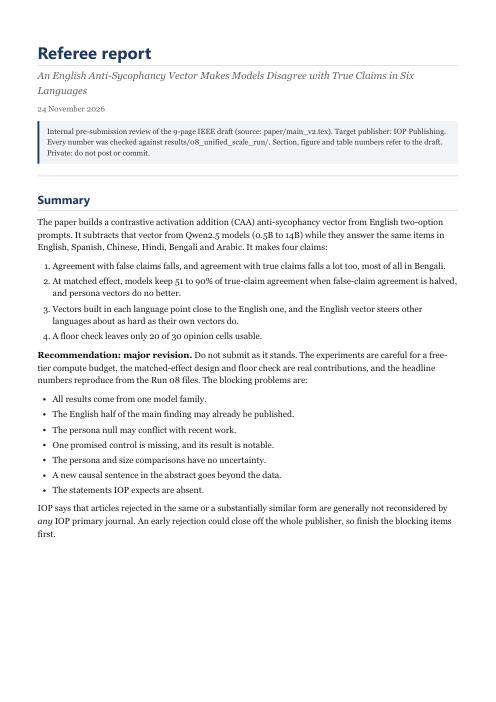 Referee report
An English Anti-Sycophancy Vector Makes Models Disagree with True Claims in Six
Languages
24 November 2026
Internal pre-submission review of the 9-page IEEE draft (source: paper/main_v2.tex). Target publisher: IOP Publishing.
Every number was checked against results/08_unified_scale_run/. Section, figure and table numbers refer to the draft.
Private: do not post or commit.
Summary
The paper builds a contrastive activation addition (CAA) anti-sycophancy vector from English two-option
prompts. It subtracts that vector from Qwen2.5 models (0.5B to 14B) while they answer the same items in
English, Spanish, Chinese, Hindi, Bengali and Arabic. It makes four claims:
1. Agreement with false claims falls, and agreement with true claims falls a lot too, most of all in Bengali.
2. At matched effect, models keep 51 to 90% of true-claim agreement when false-claim agreement is halved,
and persona vectors do no better.
3. Vectors built in each language point close to the English one, and the English vector steers other
languages about as hard as their own vectors do.
4. A floor check leaves only 20 of 30 opinion cells usable.
Recommendation: major revision. Do not submit as it stands. The experiments are careful for a free-
tier compute budget, the matched-effect design and floor check are real contributions, and the headline
numbers reproduce from the Run 08 files. The blocking problems are:
• All results come from one model family.
• The English half of the main finding may already be published.
• The persona null may conflict with recent work.
• One promised control is missing, and its result is notable.
• The persona and size comparisons have no uncertainty.
• A new causal sentence in the abstract goes beyond the data.
• The statements IOP expects are absent.
IOP says that articles rejected in the same or a substantially similar form are generally not reconsidered by
any IOP primary journal. An early rejection could close off the whole publisher, so finish the blocking items
first.